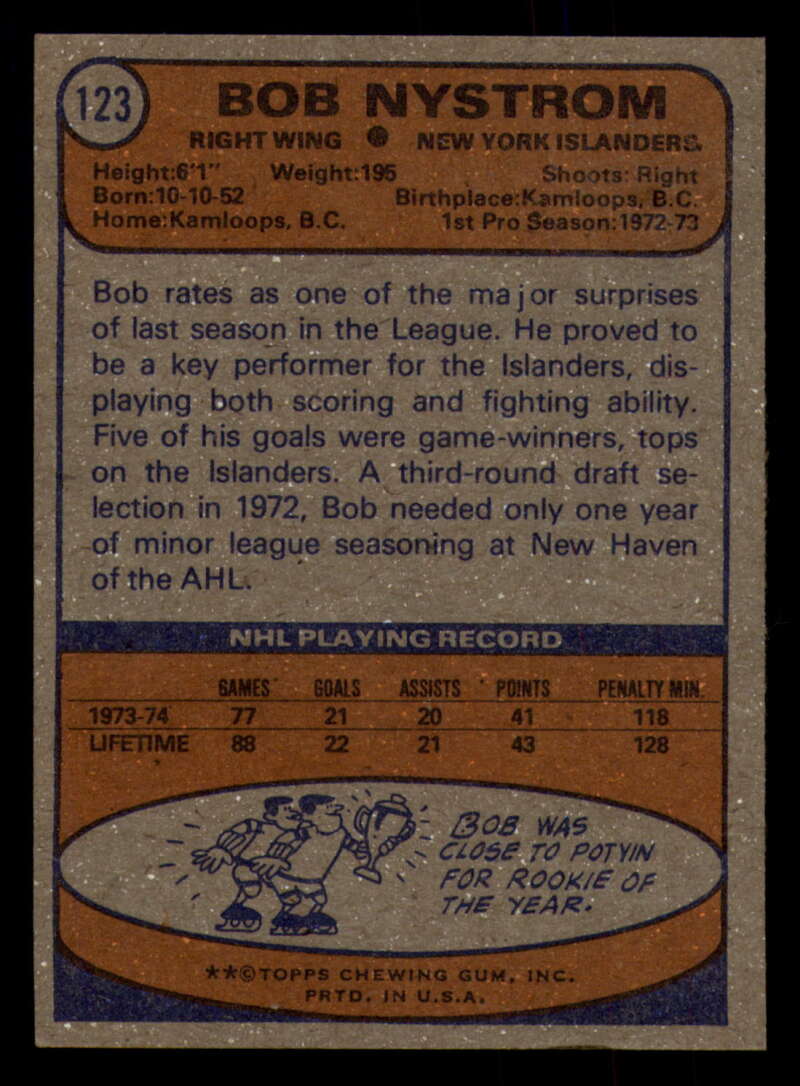 123
BOB NYSTROM
RIGHT WING ● NEW YORK ISLANDERS
Height:6'1" Weight:195 Shoots: Right
Born:10-10-52 Birthplace:Kamloops, B.C.
Home:Kamloops, B.C. 1st Pro Season:1972-73
Bob rates as one of the major surprises
of last season in the League. He proved to
be a key performer for the Islanders, dis-
playing both scoring and fighting ability.
Five of his goals were game-winners, tops
on the Islanders. A third-round draft se-
lection in 1972, Bob needed only one year
of minor league seasoning at New Haven
of the AHL.
NHL PLAYING RECORD
GAMES GOALS ASSISTS POINTS PENALTY MIN.
1973-74 77 21 20 41 118
LIFETIME 88 22 21 43 128
BOB WAS
CLOSE TO POTVIN
FOR ROOKIE OF
THE YEAR.
**©TOPPS CHEWING GUM, INC.
PRTD. IN U.S.A.